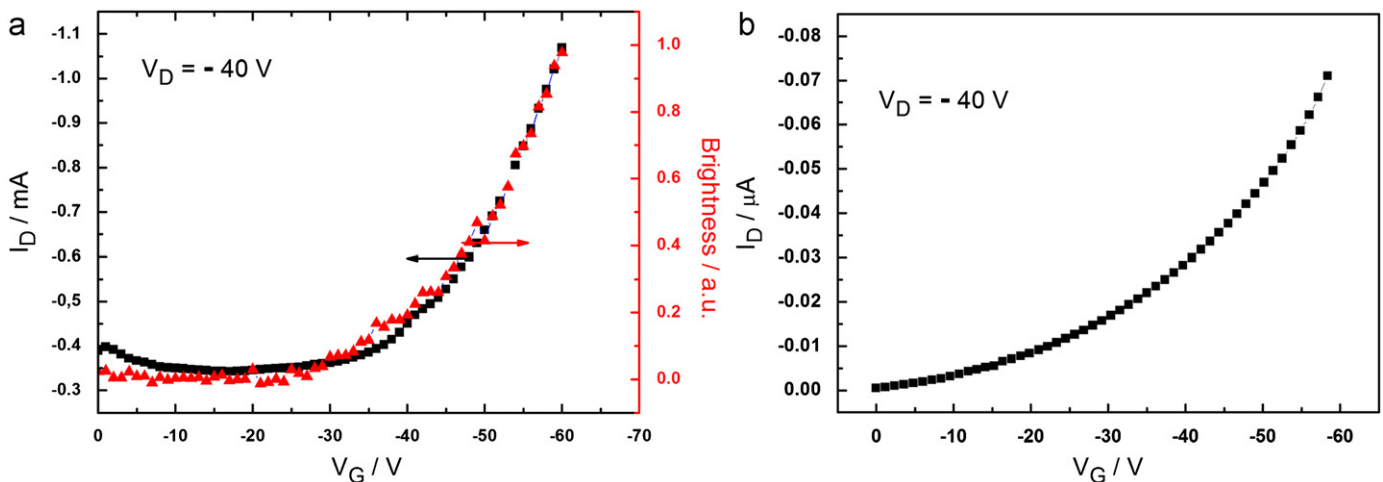 a
V_D = - 40 V
I_D / mA
-1.1
-1.0
-0.9
-0.8
-0.7
-0.6
-0.5
-0.4
-0.3
0 -10 -20 -30 -40 -50 -60 -70
V_G / V
1.0
0.8
0.6
0.4
0.2
0.0
Brightness / a.u.
b
V_D = - 40 V
I_D / μA
-0.08
-0.07
-0.06
-0.05
-0.04
-0.03
-0.02
-0.01
0.00
0 -10 -20 -30 -40 -50 -60
V_G / V